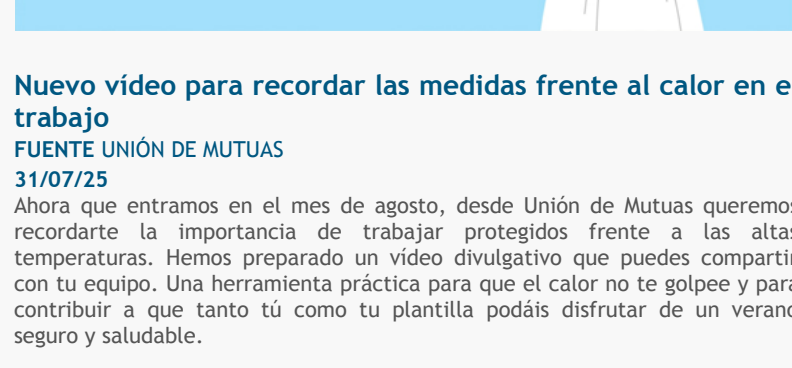 Nuevo vídeo para recordar las medidas frente al calor en e
trabajo
FUENTE UNIÓN DE MUTUAS
31/07/25
Ahora que entramos en el mes de agosto, desde Unión de Mutuas queremos
recordarte la importancia de trabajar protegidos frente a las altas
temperaturas. Hemos preparado un vídeo divulgativo que puedes compartir
con tu equipo. Una herramienta práctica para que el calor no te golpee y para
contribuir a que tanto tú como tu plantilla podáis disfrutar de un verano
seguro y saludable.